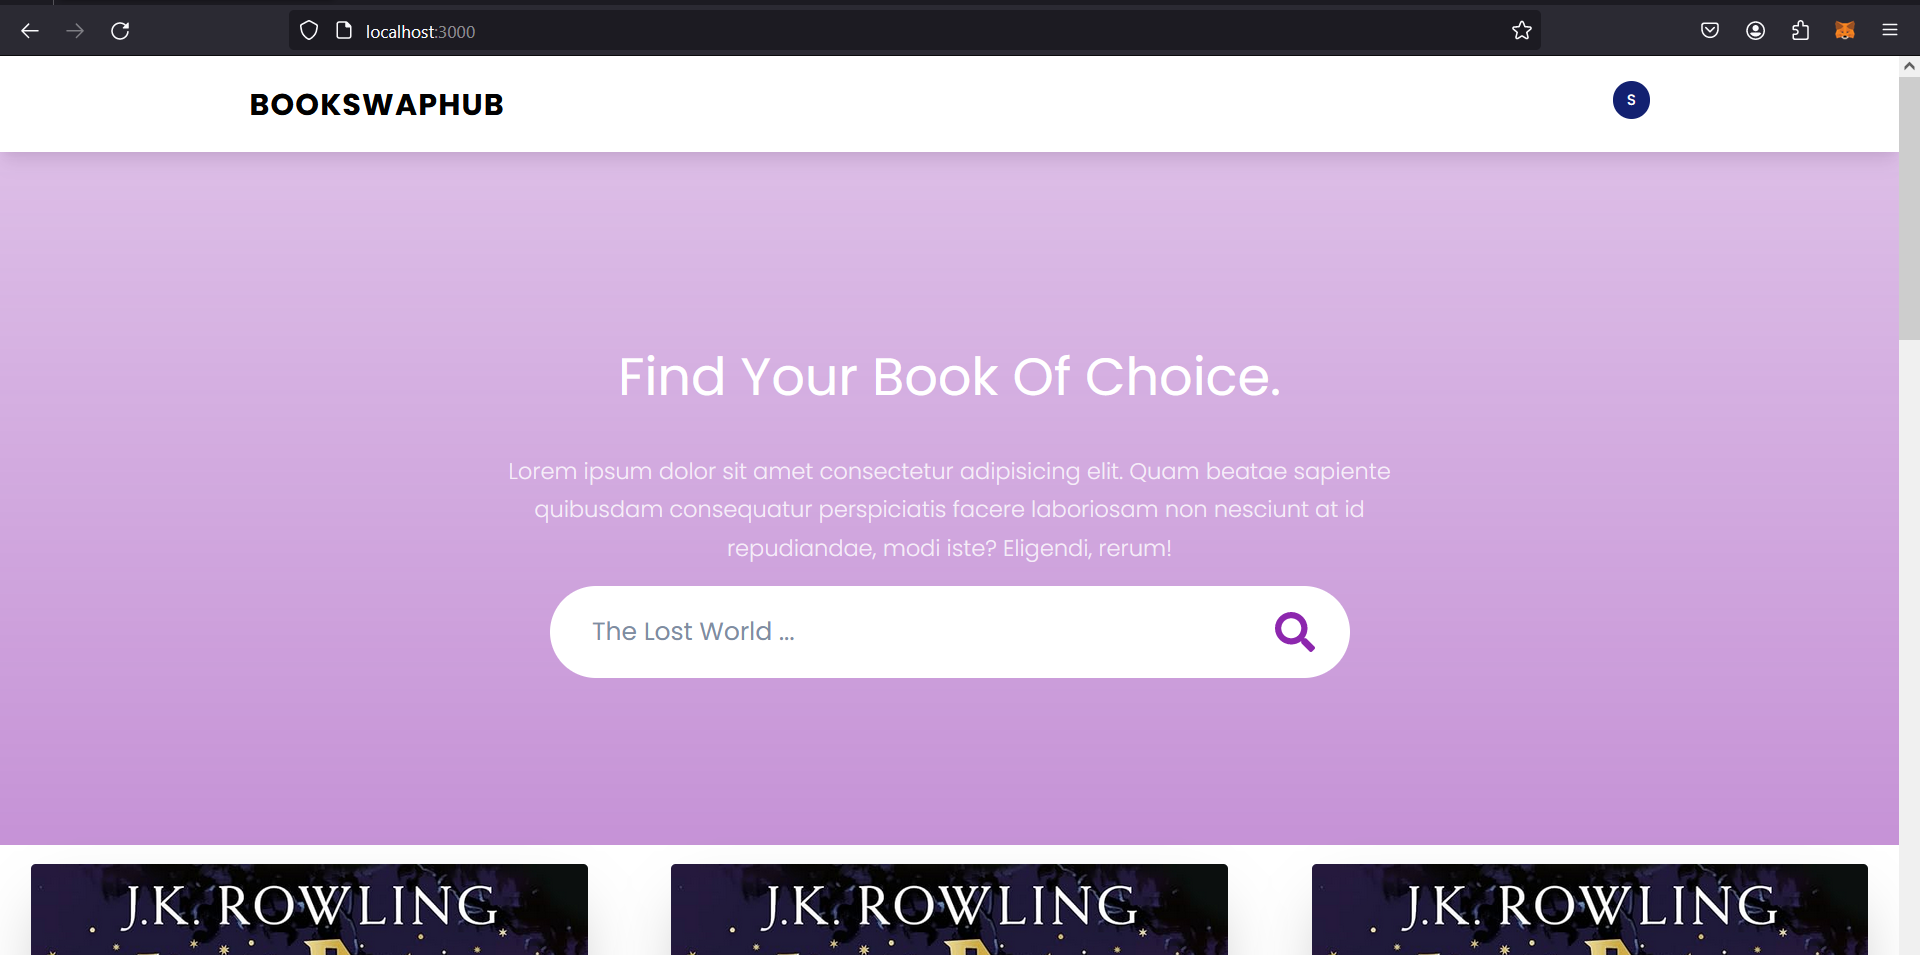 localhost:3000
BOOKSWAPHUB
S
Find Your Book Of Choice.
Lorem ipsum dolor sit amet consectetur adipisicing elit. Quam beatae sapiente
quibusdam consequatur perspiciatis facere laboriosam non nesciunt at id
repudiandae, modi iste? Eligendi, rerum!
The Lost World ...
J.K. ROWLING
J.K. ROWLING
J.K. ROWLING